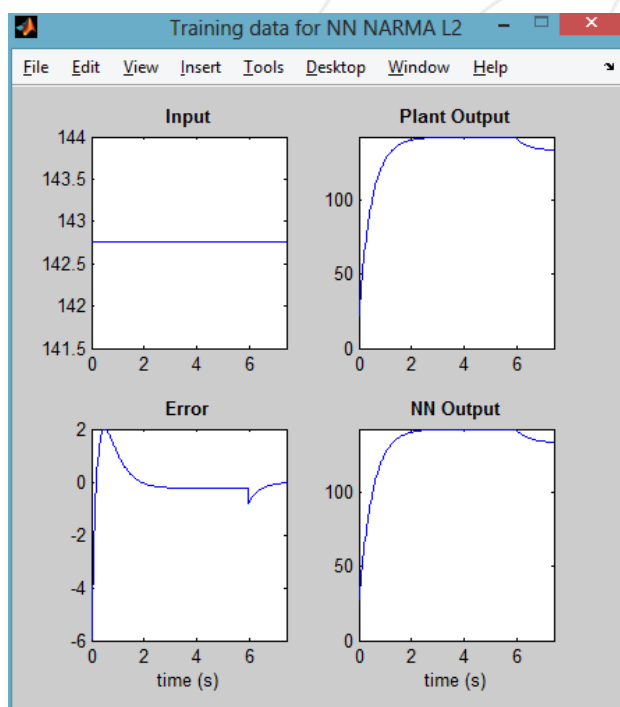 Training data for NN NARMA L2
File Edit View Insert Tools Desktop Window Help
Input
144
143.5
143
142.5
142
141.5
0 2 4 6
Plant Output
100
50
0
0 2 4 6
Error
2
0
-2
-4
-6
0 2 4 6
time (s)
NN Output
100
50
0
0 2 4 6
time (s)